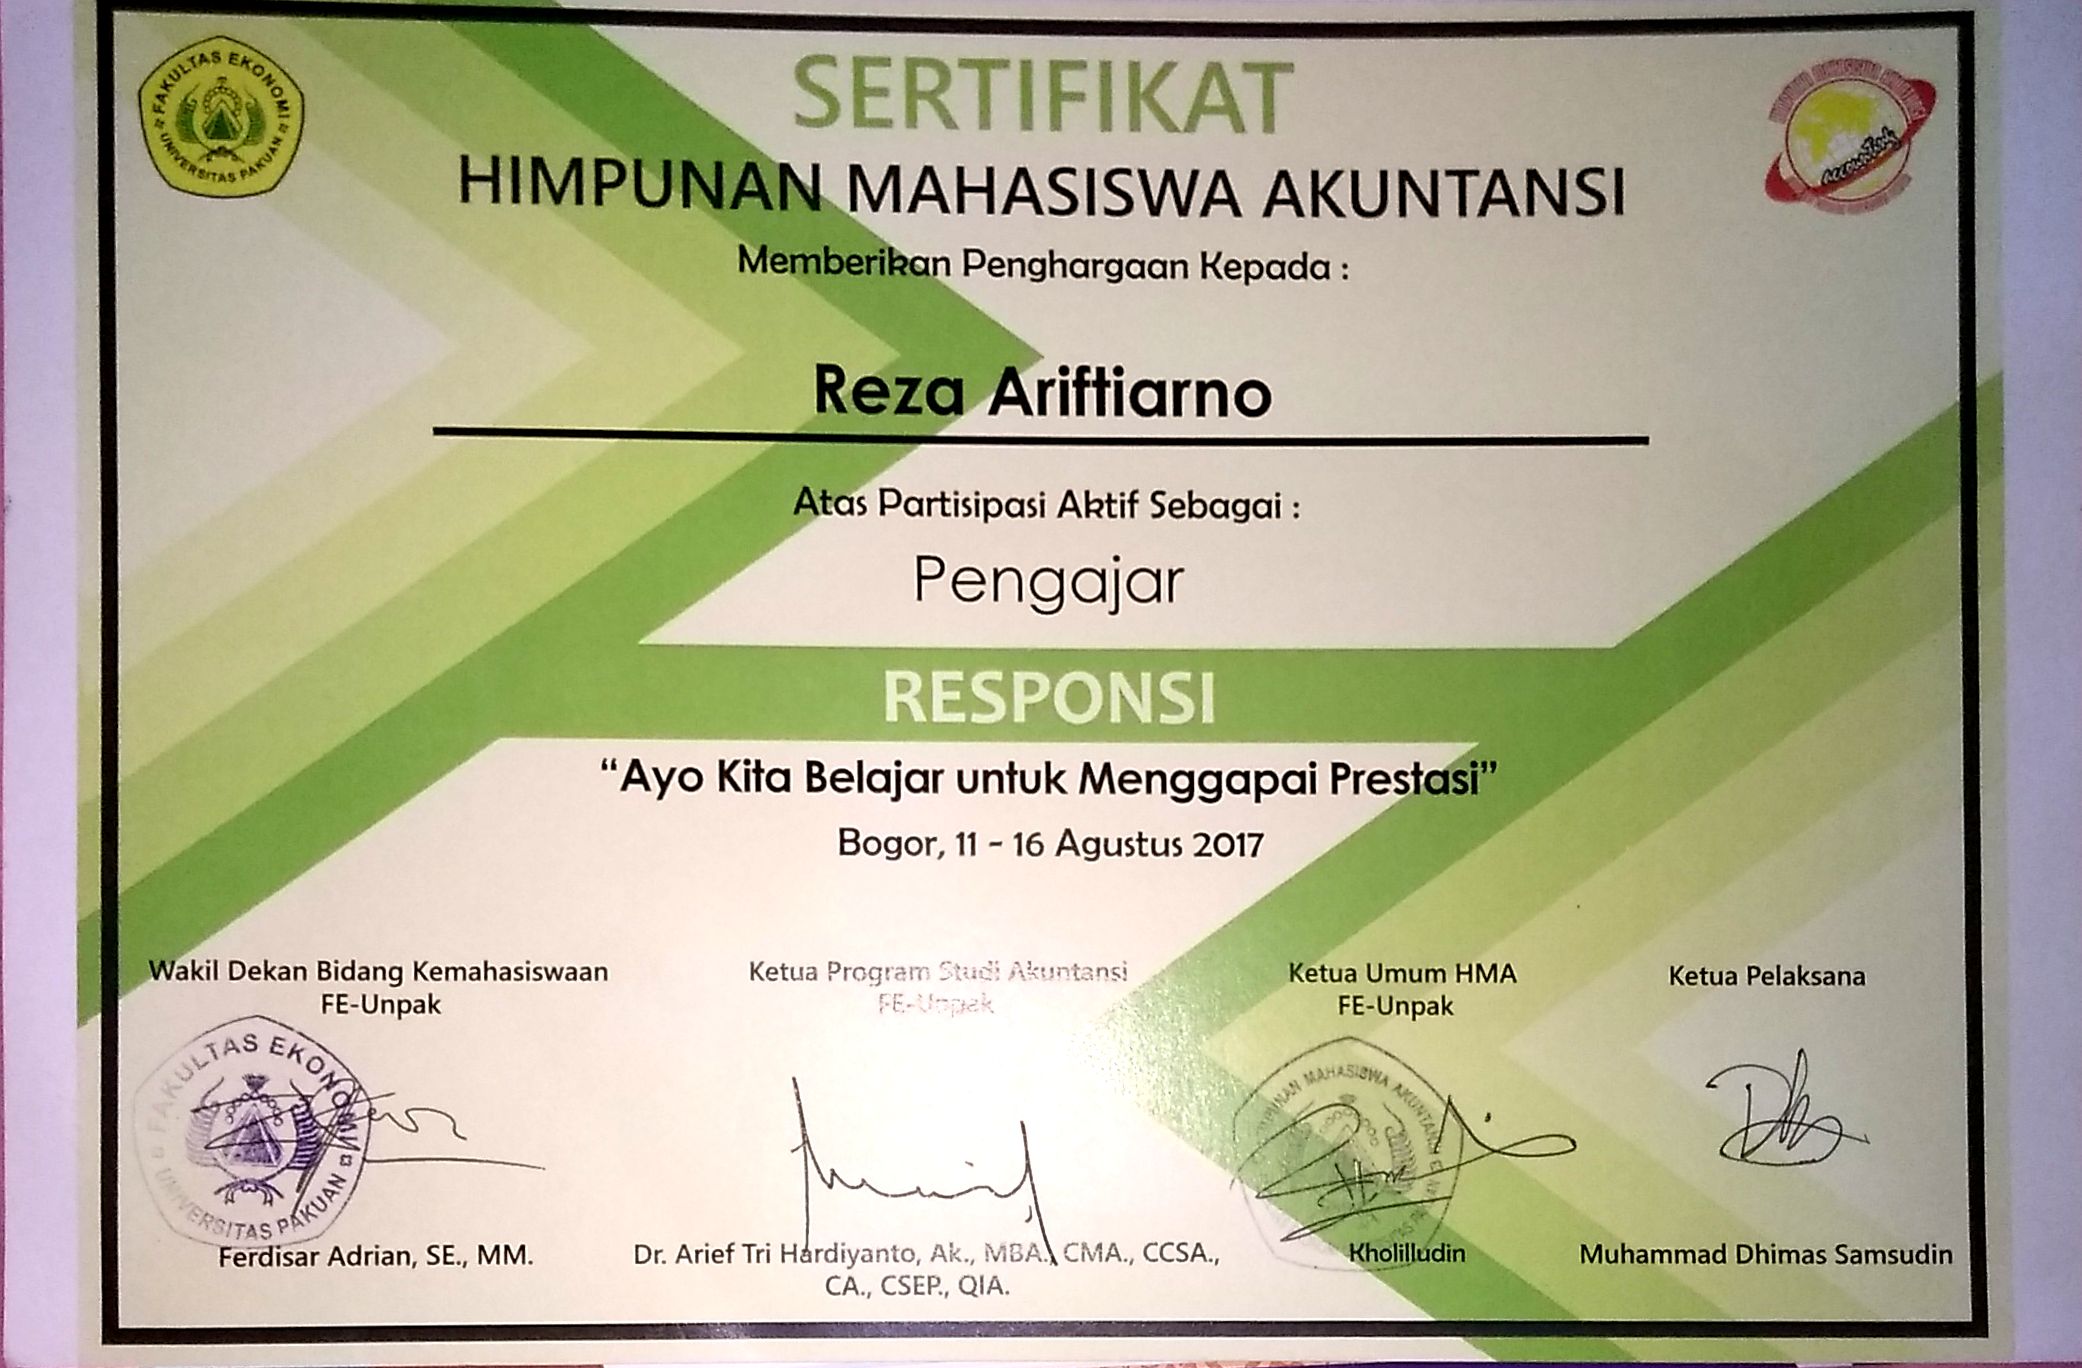 FAKULTAS EKONOMI
UNIVERSITAS PAKUAN
accounting
SERTIFIKAT
HIMPUNAN MAHASISWA AKUNTANSI
Memberikan Penghargaan Kepada :
Reza Ariftiarno
Atas Partisipasi Aktif Sebagai :
Pengajar
RESPONSI
“Ayo Kita Belajar untuk Menggapai Prestasi”
Bogor, 11 - 16 Agustus 2017
Wakil Dekan Bidang Kemahasiswaan
FE-Unpak
FAKULTAS EKONOMI
UNIVERSITAS PAKUAN
Ferdisar Adrian, SE., MM.
Ketua Program Studi Akuntansi
FE-Unpak
Dr. Arief Tri Hardiyanto, Ak., MBA., CMA., CCSA.,
CA., CSEP., QIA.
Ketua Umum HMA
FE-Unpak
MAHASISWA AKUNTANSI
Kholilludin
Ketua Pelaksana
Muhammad Dhimas Samsudin